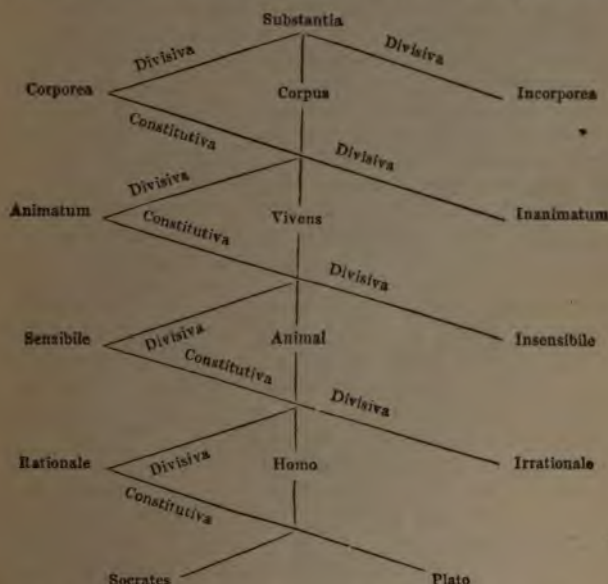 Substantia
Divisiva Divisiva
Corporea Corpus Incorporea
Constitutiva Divisiva
Divisiva
Animatum Vivens Inanimatum
Constitutiva
Divisiva
Sensibile Divisiva Animal Insensibile
Constitutiva Divisiva
Rationale Divisiva Homo Irrationale
Constitutiva
Socrates Plato